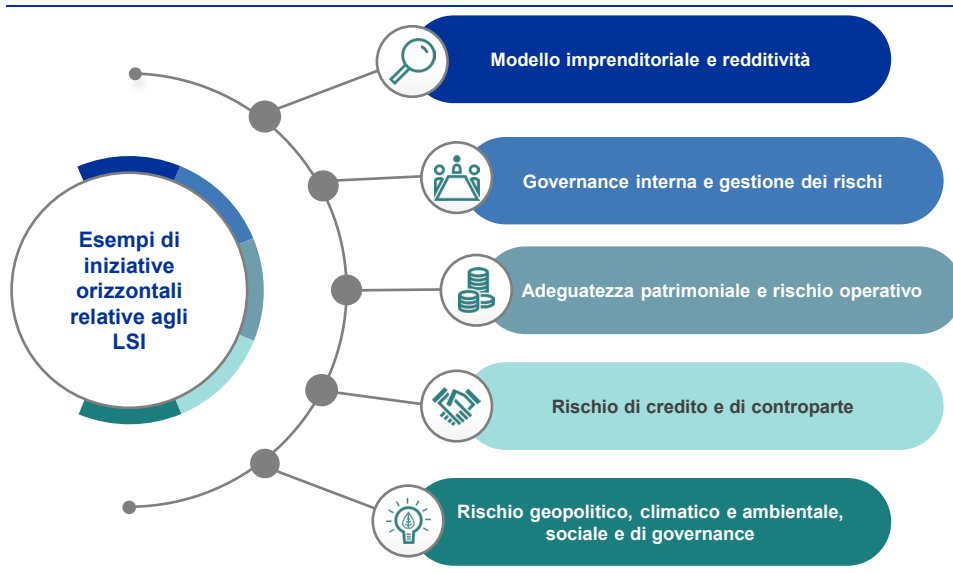 Modello imprenditoriale e redditività
Governance interna e gestione dei rischi
Esempi di
iniziative
orizzontali
relative agli
LSI
Adeguatezza patrimoniale e rischio operativo
Rischio di credito e di controparte
Rischio geopolitico, climatico e ambientale,
sociale e di governance